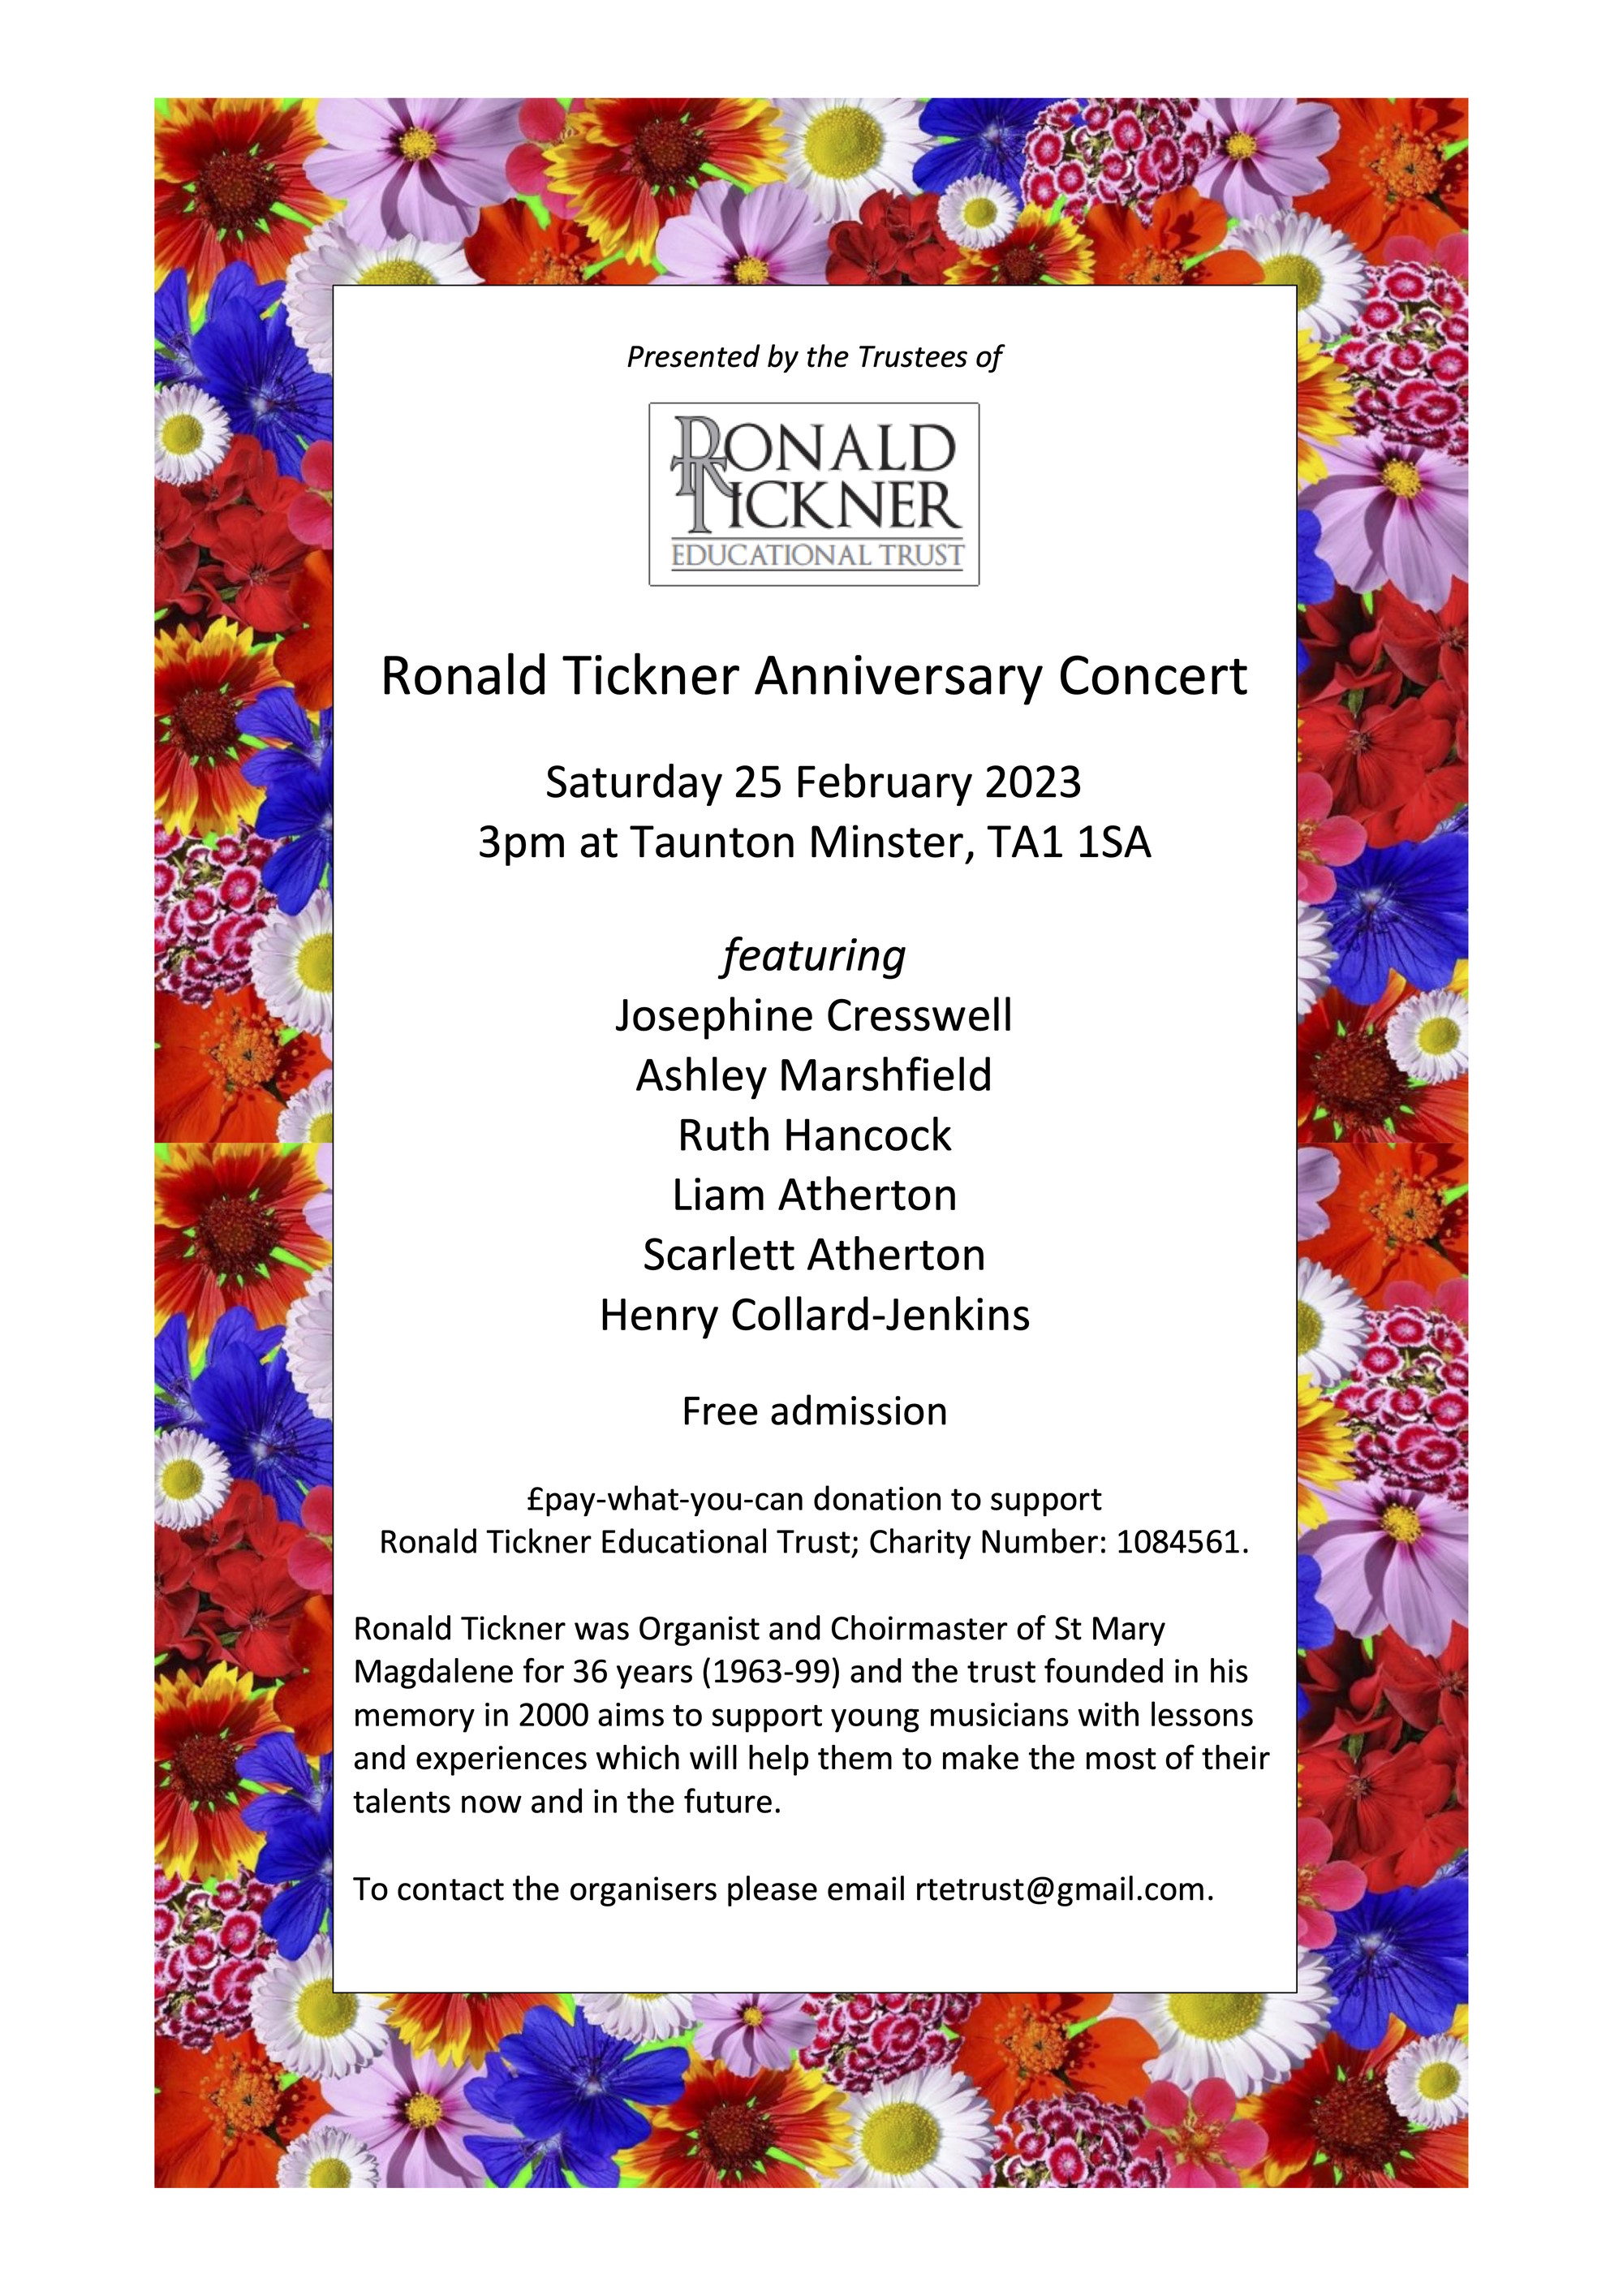 Presented by the Trustees of
RONALD
TICKNER
EDUCATIONAL TRUST
Ronald Tickner Anniversary Concert
Saturday 25 February 2023
3pm at Taunton Minster, TA1 1SA
featuring
Josephine Cresswell
Ashley Marshfield
Ruth Hancock
Liam Atherton
Scarlett Atherton
Henry Collard-Jenkins
Free admission
£pay-what-you-can donation to support
Ronald Tickner Educational Trust; Charity Number: 1084561.
Ronald Tickner was Organist and Choirmaster of St Mary
Magdalene for 36 years (1963-99) and the trust founded in his
memory in 2000 aims to support young musicians with lessons
and experiences which will help them to make the most of their
talents now and in the future.
To contact the organisers please email rtetrust@gmail.com.